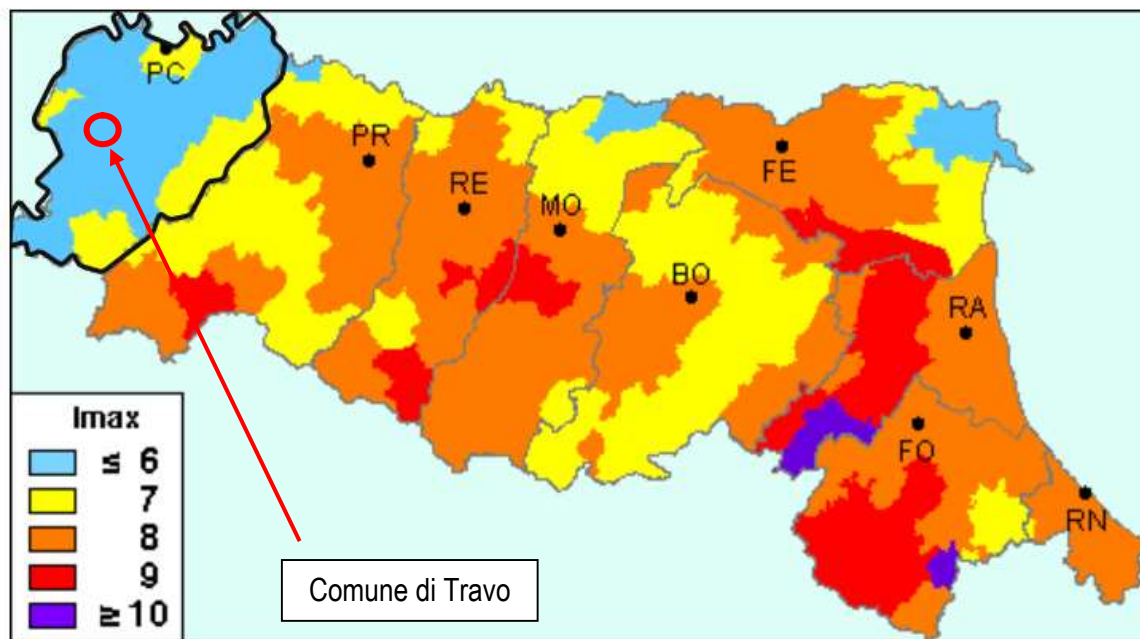 PC
PR
RE
MO
FE
BO
RA
FO
RN
Imax
≤ 6
7
8
9
≥ 10
Comune di Travo